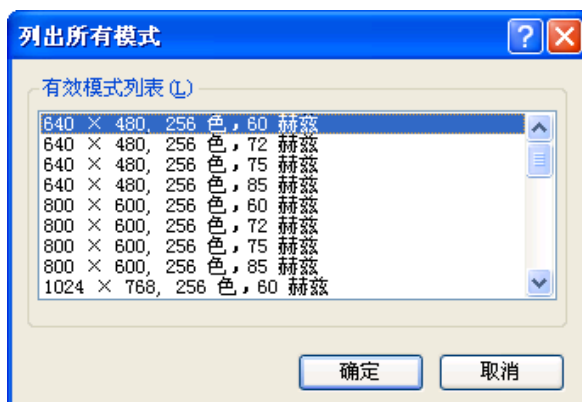 列出所有模式
有效模式列表(L)
640 × 480, 256 色，60 赫兹
640 × 480, 256 色，72 赫兹
640 × 480, 256 色，75 赫兹
640 × 480, 256 色，85 赫兹
800 × 600, 256 色，60 赫兹
800 × 600, 256 色，72 赫兹
800 × 600, 256 色，75 赫兹
800 × 600, 256 色，85 赫兹
1024 × 768, 256 色，60 赫兹
确定 取消